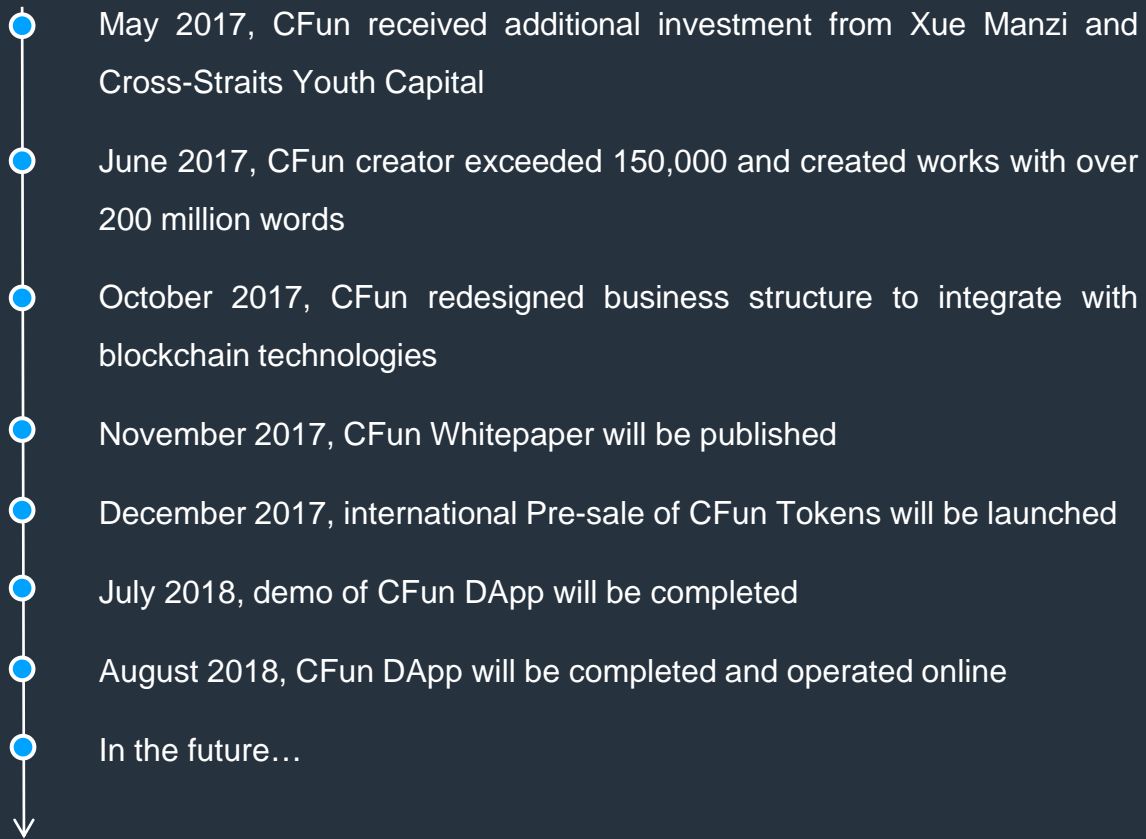 May 2017, CFun received additional investment from Xue Manzi and
Cross-Straits Youth Capital
June 2017, CFun creator exceeded 150,000 and created works with over
200 million words
October 2017, CFun redesigned business structure to integrate with
blockchain technologies
November 2017, CFun Whitepaper will be published
December 2017, international Pre-sale of CFun Tokens will be launched
July 2018, demo of CFun DApp will be completed
August 2018, CFun DApp will be completed and operated online
In the future…